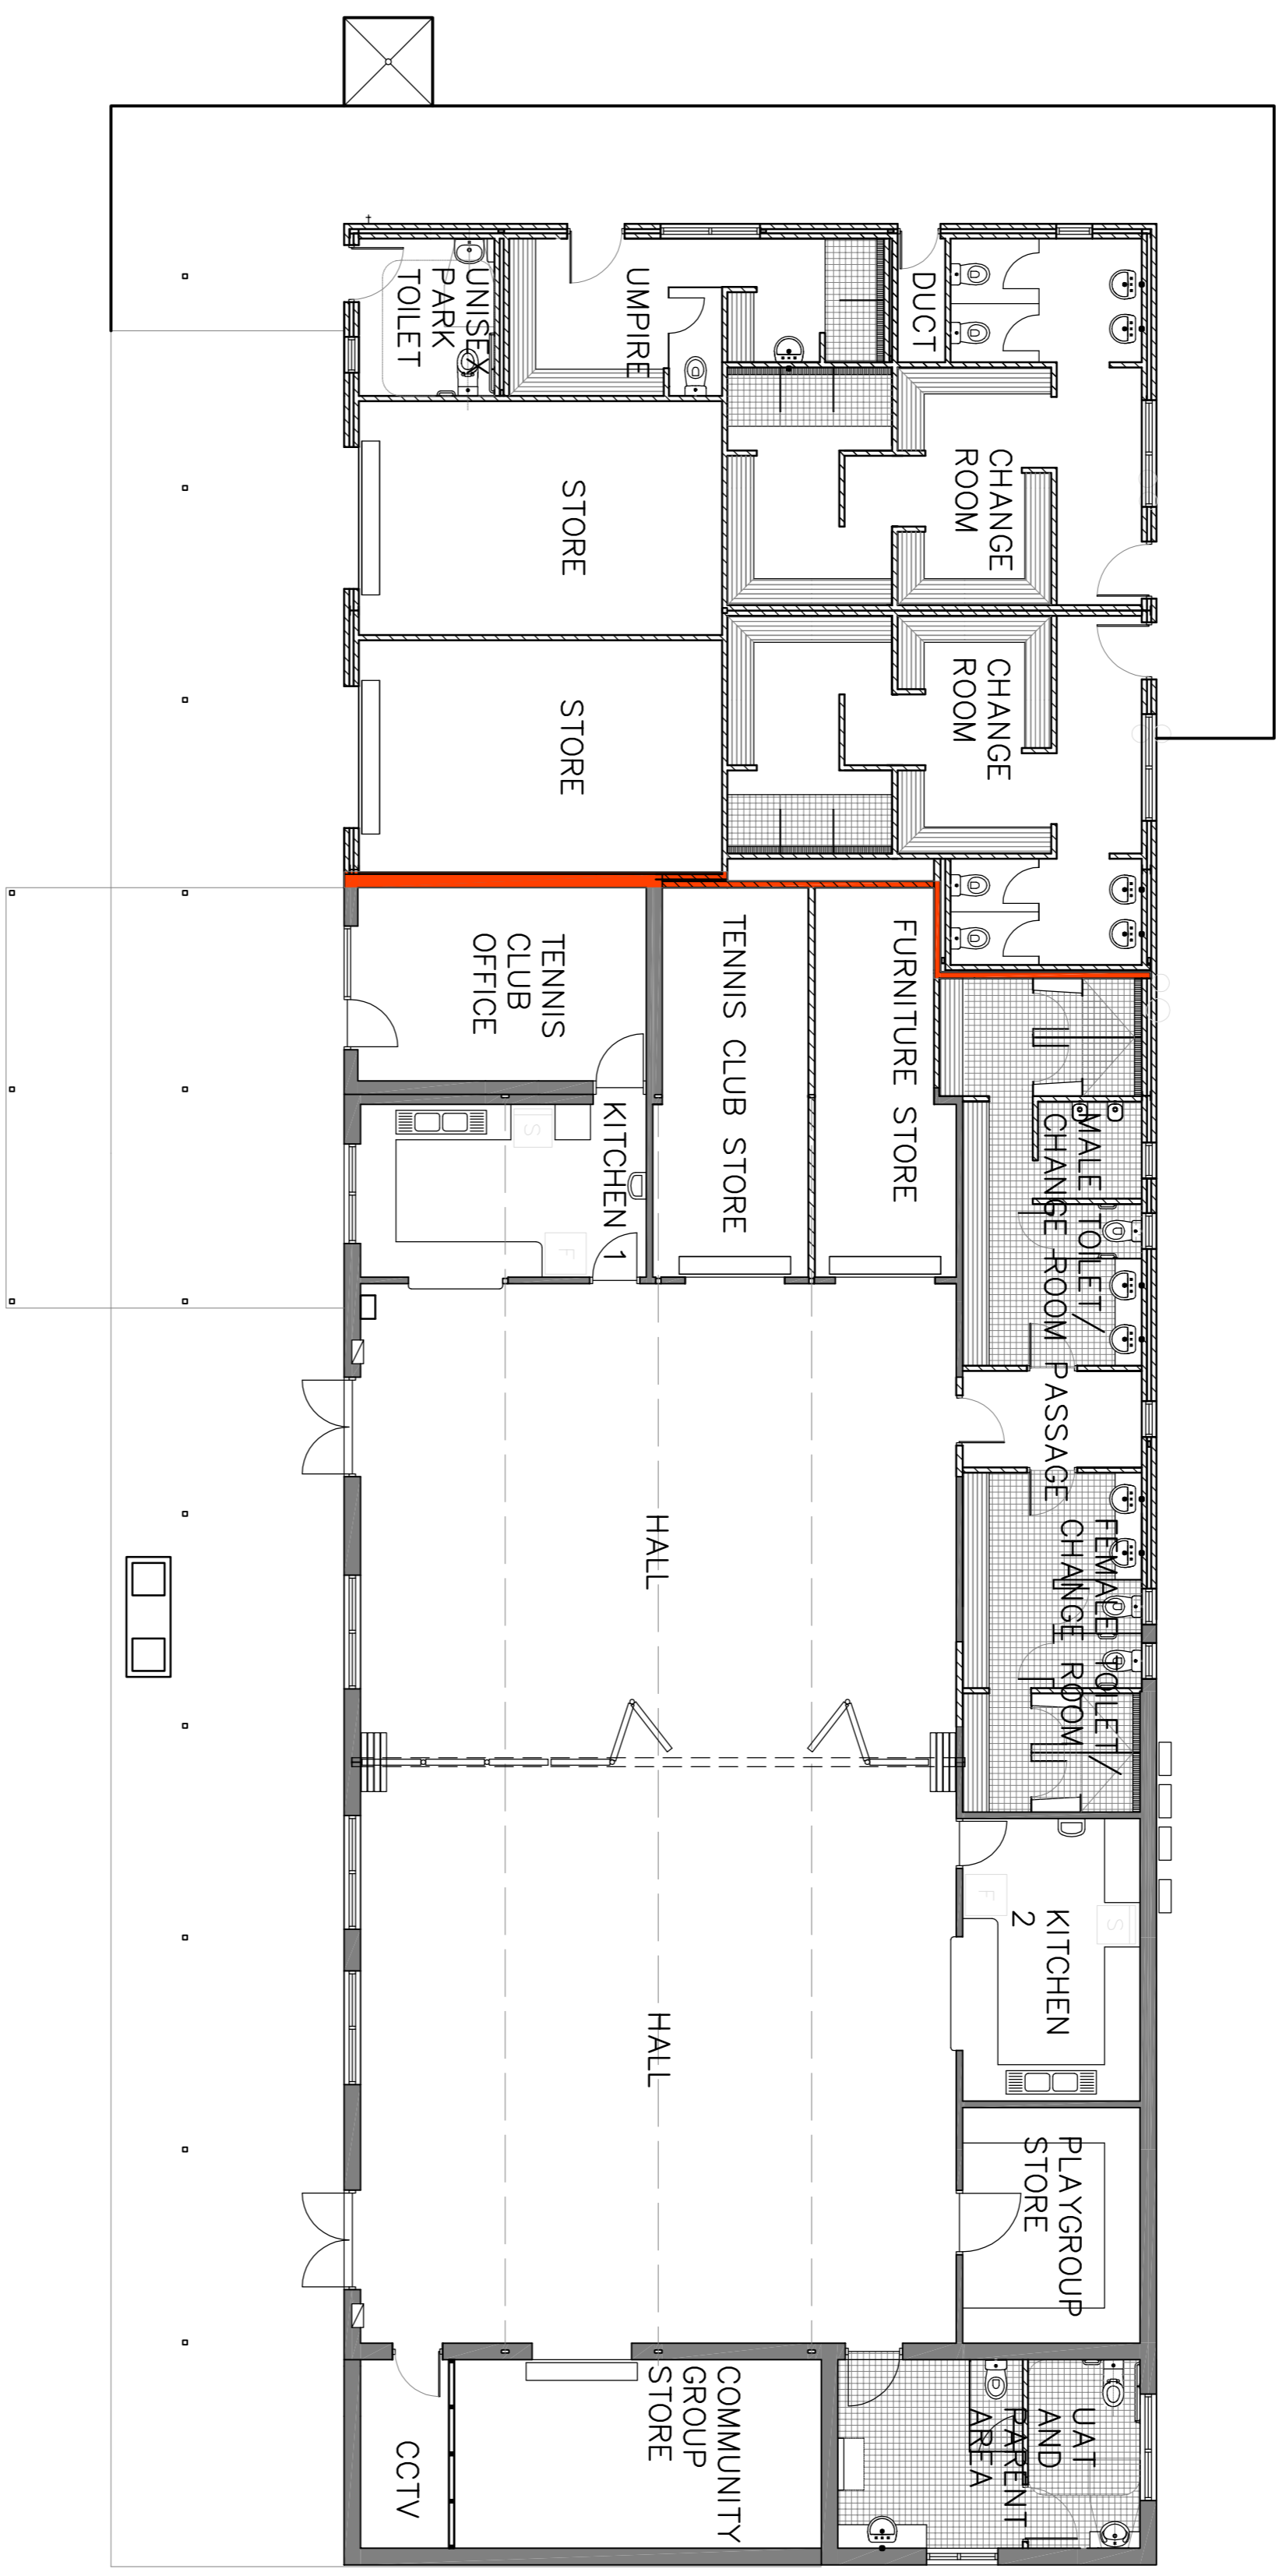 UNISEX
PARK
TOILET
UMPIRE
DUCT
CHANGE
ROOM
STORE
CHANGE
ROOM
STORE
TENNIS
CLUB
OFFICE
TENNIS CLUB STORE
FURNITURE STORE
KITCHEN 1
S
F
MALE TOILET/
CHANGE ROOM
PASSAGE
FEMALE TOILET/
CHANGE ROOM
HALL
HALL
KITCHEN
2
F
S
PLAYGROUP
STORE
COMMUNITY
GROUP
STORE
CCTV
UAT
AND
PARENT
AREA